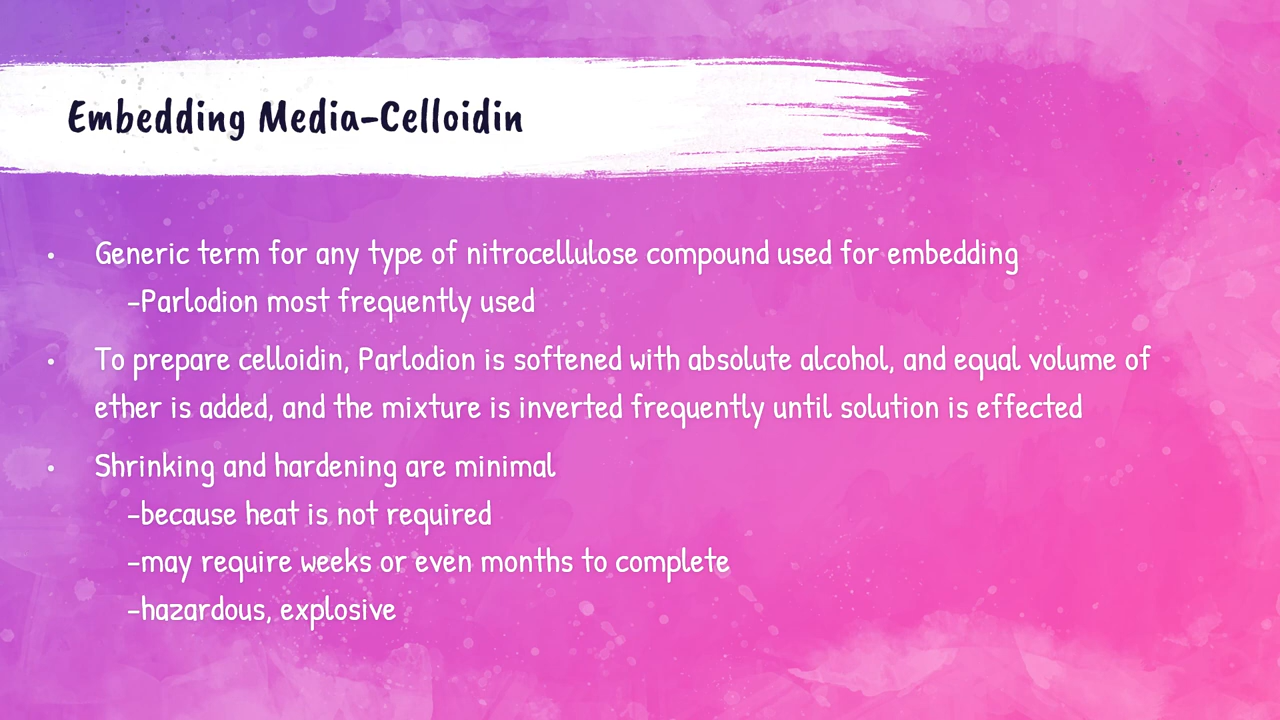 Embedding Media-Celloidin
• Generic term for any type of nitrocellulose compound used for embedding
-Parlodion most frequently used
• To prepare celloidin, Parlodion is softened with absolute alcohol, and equal volume of
ether is added, and the mixture is inverted frequently until solution is effected
• Shrinking and hardening are minimal
-because heat is not required
-may require weeks or even months to complete
-hazardous, explosive